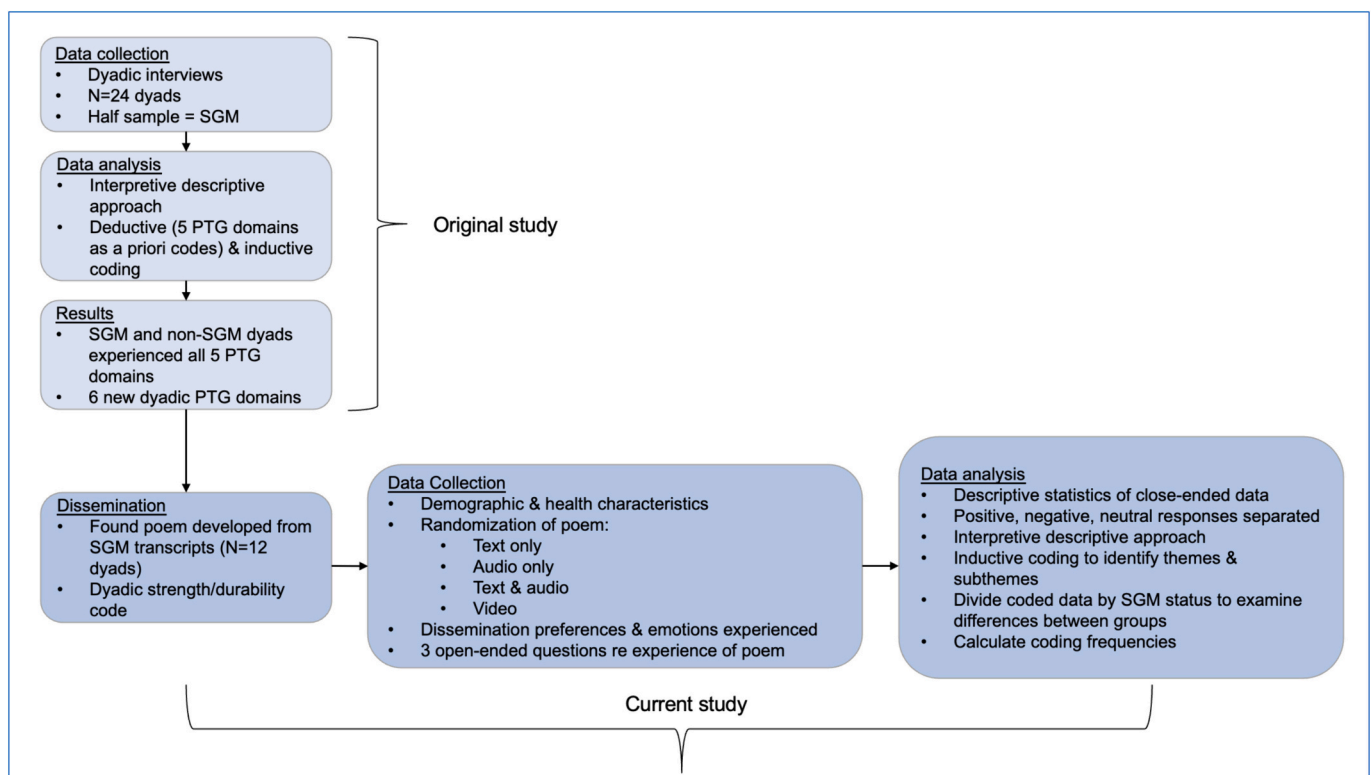 Data collection
• Dyadic interviews
• N=24 dyads
• Half sample = SGM
Data analysis
• Interpretive descriptive
approach
• Deductive (5 PTG domains
as a priori codes) & inductive
coding
Original study
Results
• SGM and non-SGM dyads
experienced all 5 PTG
domains
• 6 new dyadic PTG domains
Dissemination
• Found poem developed from
SGM transcripts (N=12
dyads)
• Dyadic strength/durability
code
Data Collection
• Demographic & health characteristics
• Randomization of poem:
• Text only
• Audio only
• Text & audio
• Video
• Dissemination preferences & emotions experienced
• 3 open-ended questions re experience of poem
Data analysis
• Descriptive statistics of close-ended data
• Positive, negative, neutral responses separated
• Interpretive descriptive approach
• Inductive coding to identify themes &
subthemes
• Divide coded data by SGM status to examine
differences between groups
• Calculate coding frequencies
Current study